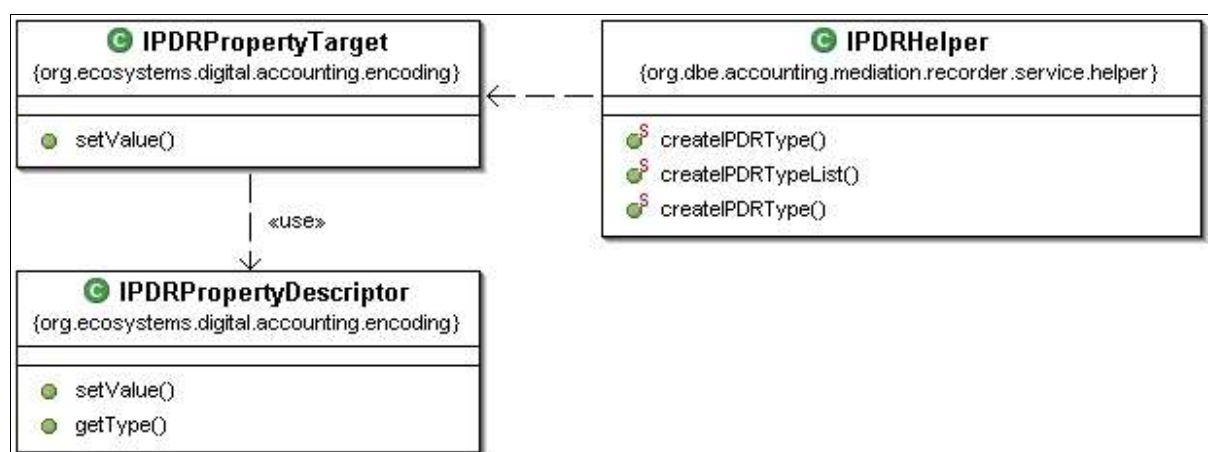 C IPDRPropertyTarget
{org.ecosystems.digital.accounting.encoding}
setValue()
«use»
C IPDRPropertyDescriptor
{org.ecosystems.digital.accounting.encoding}
setValue()
getType()
C IPDRHelper
{org.dbe.accounting.mediation.recorder.service.helper}
S createIPDRType()
S createIPDRTypeList()
S createIPDRType()